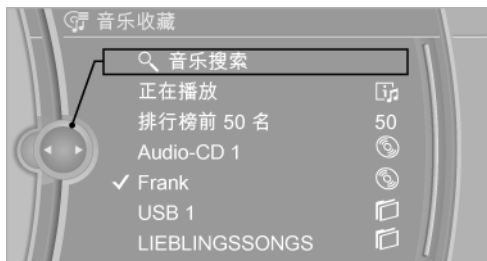 音乐收藏
音乐搜索
正在播放
排行榜前 50 名 50
Audio-CD 1
Frank
USB 1
LIEBLINGSSONGS